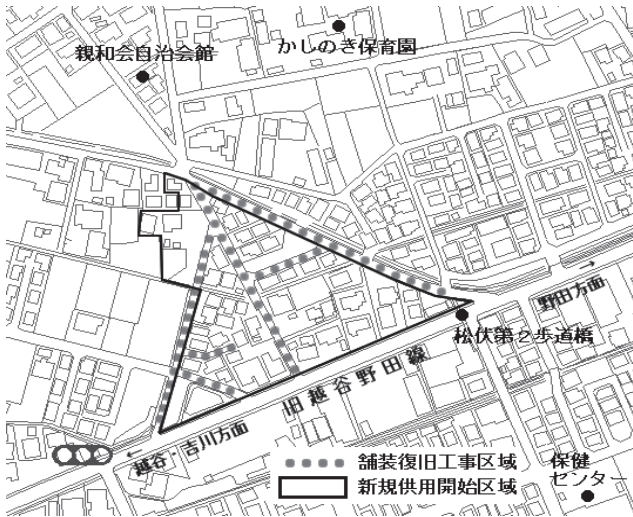 かしのき保育園
親和会自治会館
野田方面
→
松伏第2歩道橋
旧越谷野田線
←
越谷・吉川方面
舗装復旧工事区域
新規供用開始区域
保健
センター